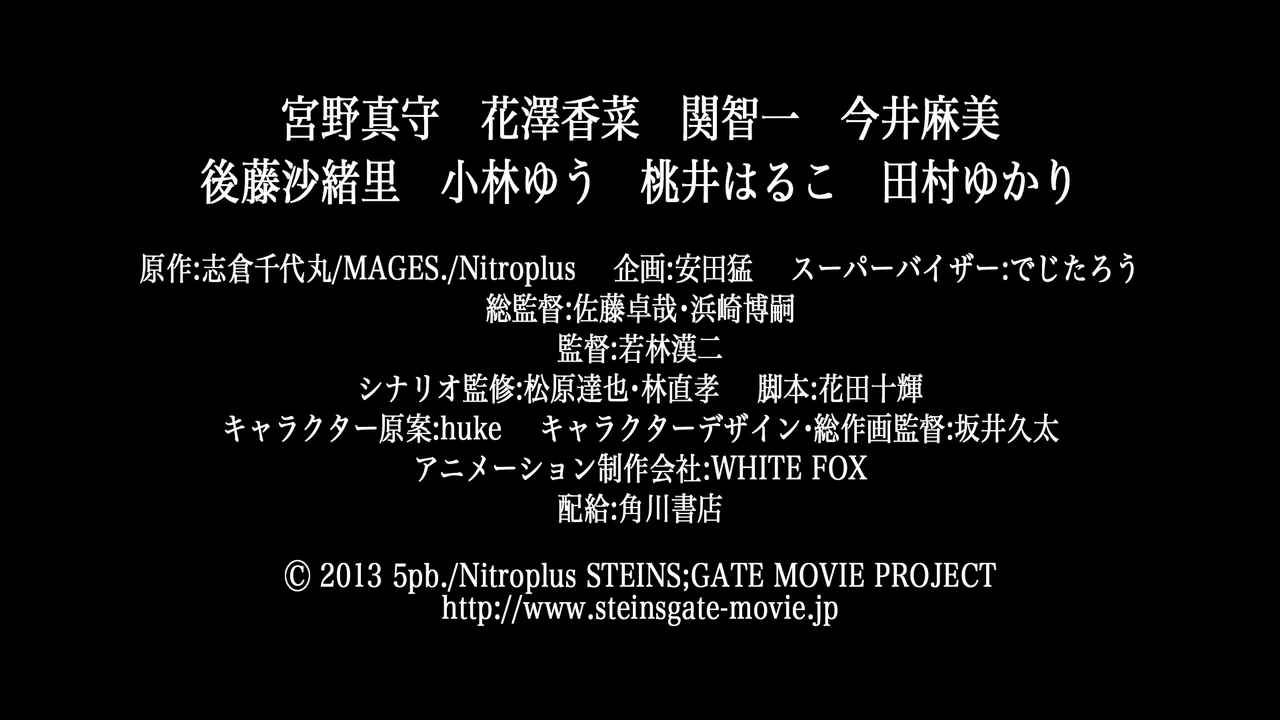 宮野真守　花澤香菜　関智一　今井麻美
後藤沙緒里　小林ゆう　桃井はるこ　田村ゆかり
原作:志倉千代丸/MAGES./Nitroplus　企画:安田猛　スーパーバイザー:でじたろう
総監督:佐藤卓哉・浜崎博嗣
監督:若林漢二
シナリオ監修:松原達也・林直孝　脚本:花田十輝
キャラクター原案:huke　キャラクターデザイン・総作画監督:坂井久太
アニメーション制作会社:WHITE FOX
配給:角川書店
© 2013 5pb./Nitroplus STEINS;GATE MOVIE PROJECT
http://www.steinsgate-movie.jp